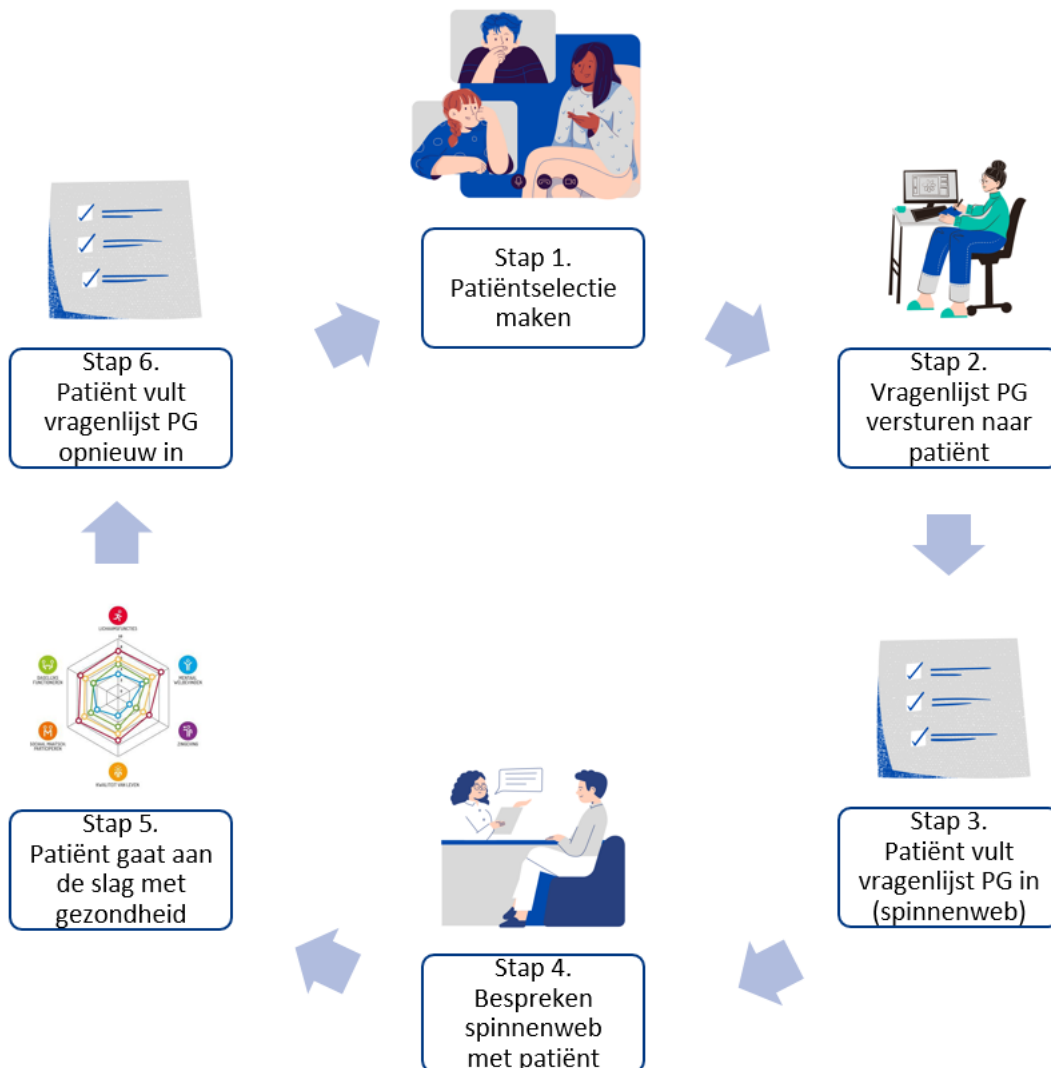 Stap 1.
Patiëntselectie
maken
Stap 2.
Vragenlijst PG
versturen naar
patiënt
Stap 3.
Patiënt vult
vragenlijst PG in
(spinnenweb)
Stap 4.
Bespreken
spinnenweb
met patiënt
Stap 5.
Patiënt gaat aan
de slag met
gezondheid
Stap 6.
Patiënt vult
vragenlijst PG
opnieuw in
LICHAAMSFUNCTIES
MENTAAL
WELBEVINDEN
ZINGEVING
KWALITEIT VAN LEVEN
SOCIAAL MAATSCH.
PARTICIPEREN
DAGELIJKS
FUNCTIONEREN